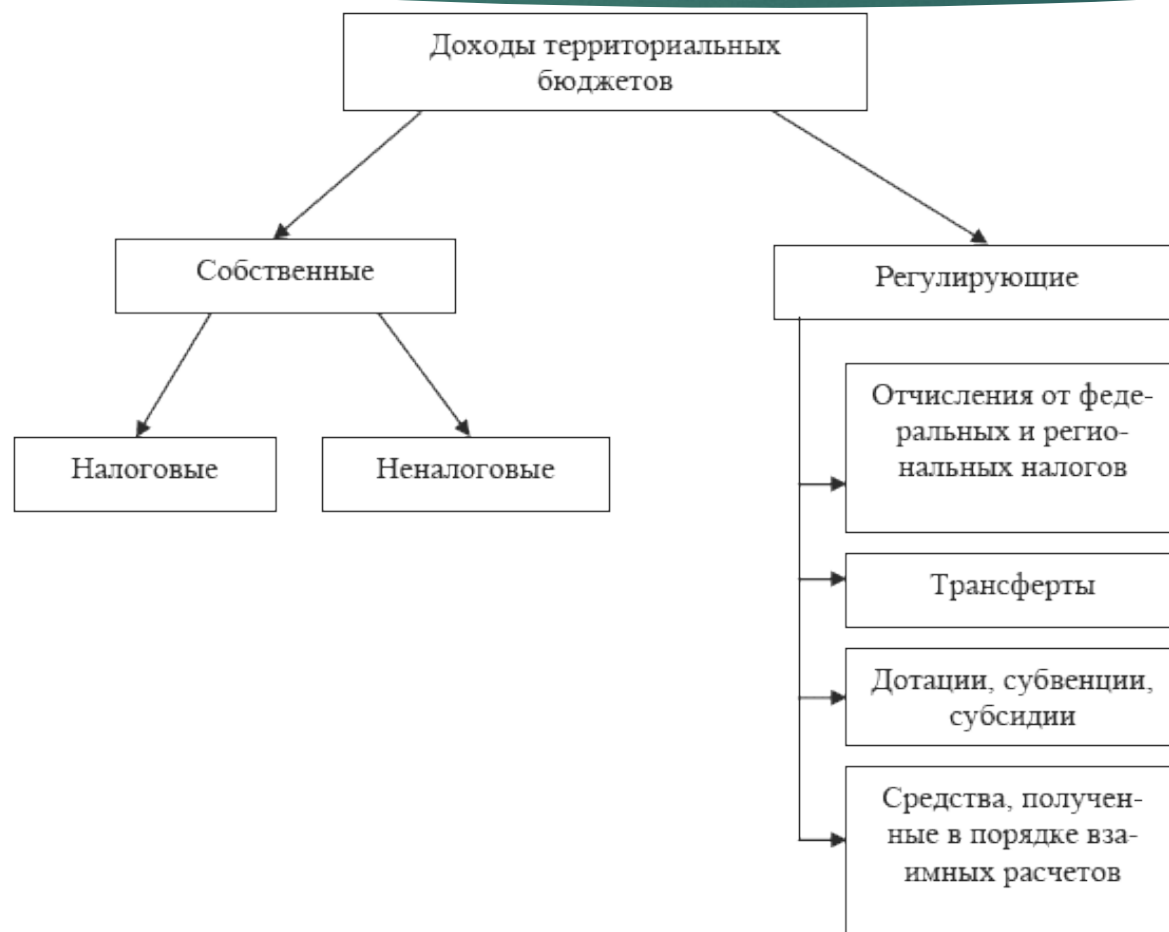 Доходы территориальных
бюджетов
Собственные
Регулирующие
Налоговые
Неналоговые
Отчисления от феде-
ральных и регио-
нальных налогов
Трансферты
Дотации, субвенции,
субсидии
Средства, получен-
ные в порядке вза-
имных расчетов